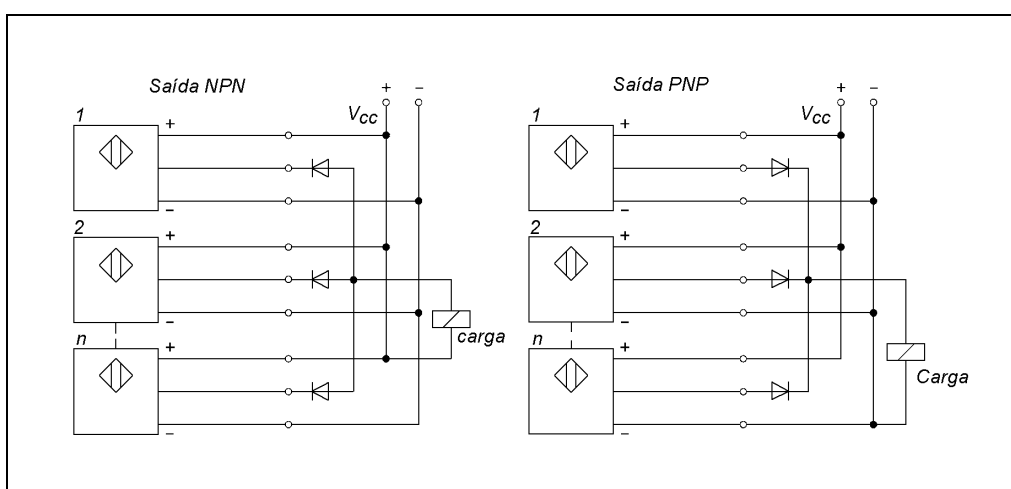 Saída NPN
+ −
Vcc
1
+
−
2
+
−
n
+
−
carga
Saída PNP
+ −
Vcc
1
+
−
2
+
−
n
+
−
Carga